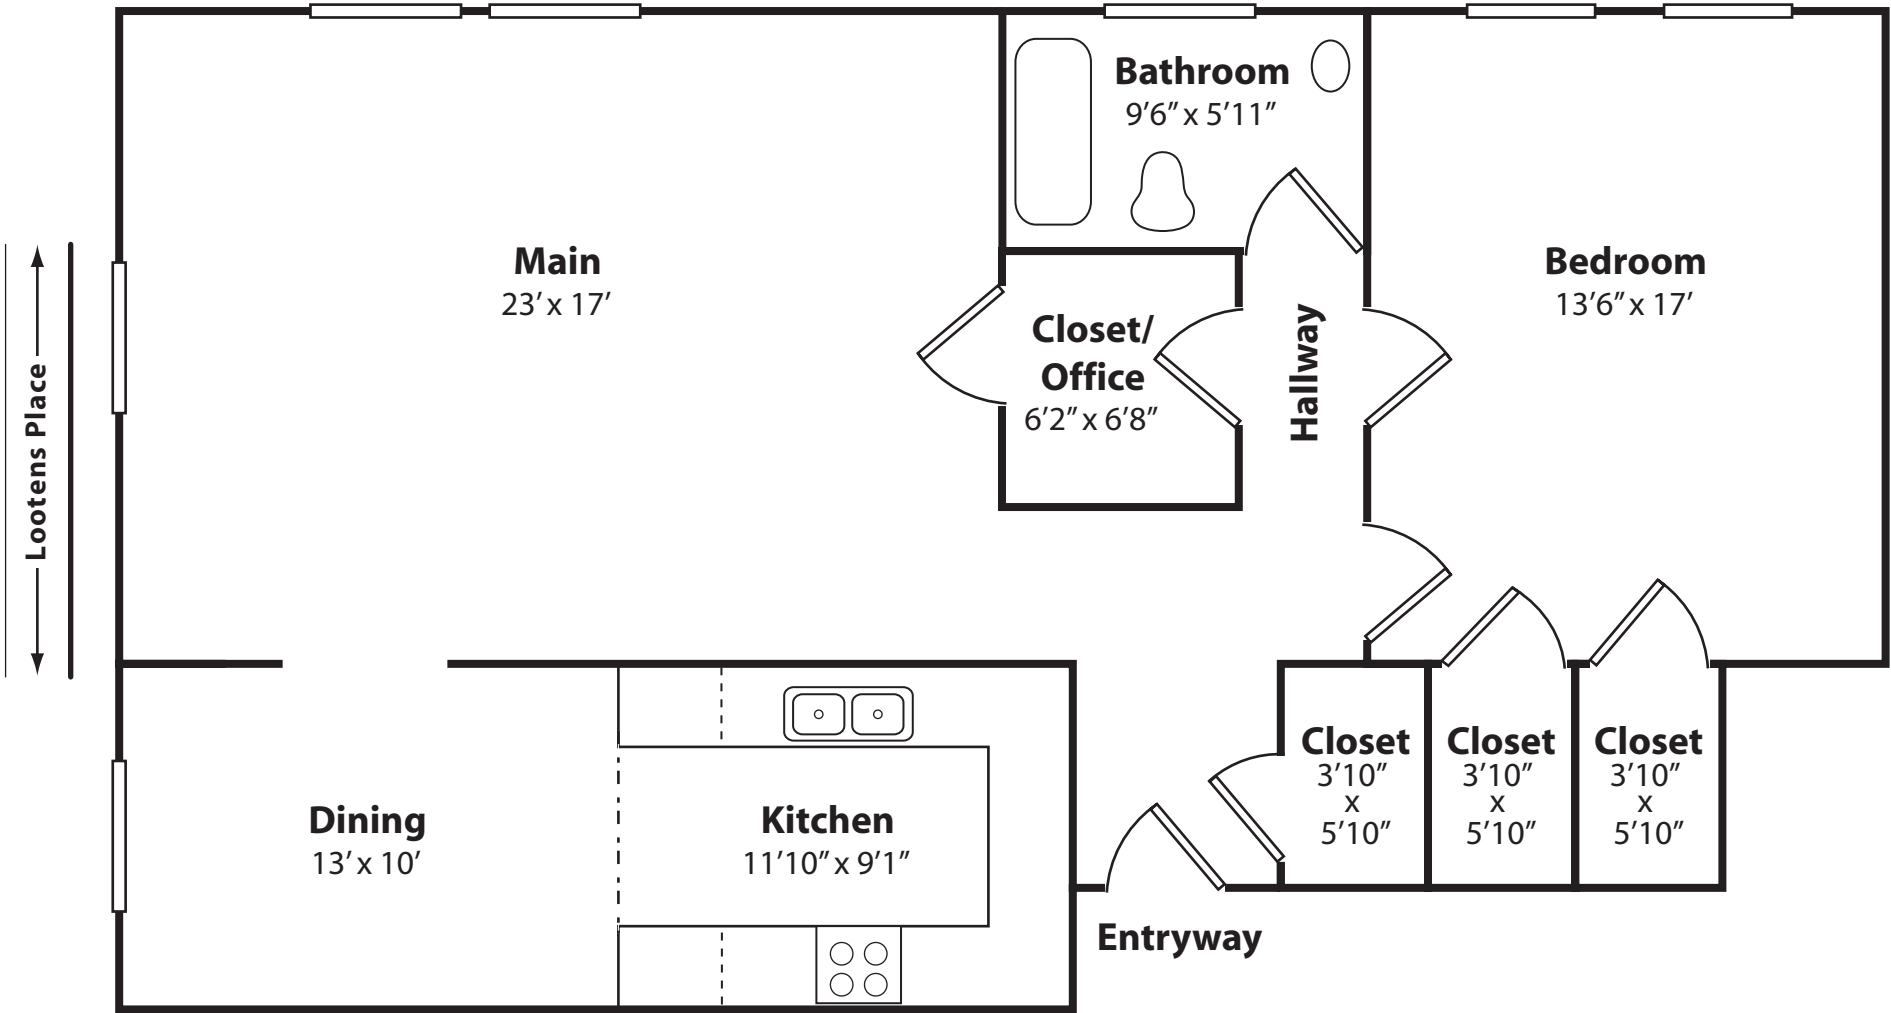 Bathroom
9’6” x 5’11”
Main
23’ x 17’
Bedroom
13’6” x 17’
Closet/
Office
6’2” x 6’8”
Hallway
Lootens Place
Closet
3’10”
x
5’10”
Closet
3’10”
x
5’10”
Closet
3’10”
x
5’10”
Dining
13’ x 10’
Kitchen
11’10” x 9’1”
Entryway